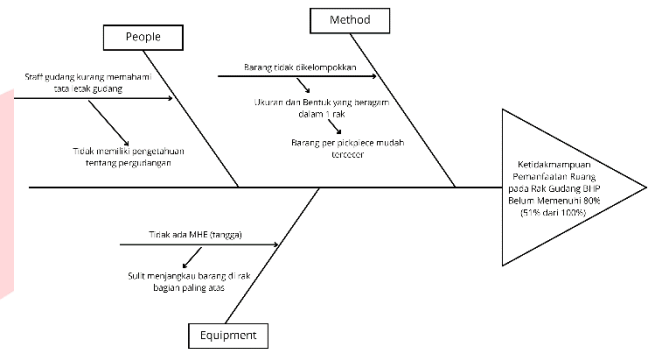 People
Method
Staff gudang kurang memahami
tata letak gudang
Tidak memiliki pengetahuan
tentang pergudangan
Barang tidak dikelompokkan
Ukuran dan Bentuk yang beragam
dalam 1 rak
Barang per pickpiece mudah
tercecer
Ketidakmampuan
Pemanfaatan Ruang
pada Rak Gudang BHP
Belum Memenuhi 80%
(51% dari 100%)
Tidak ada MHE (tangga)
Sulit menjangkau barang di rak
bagian paling atas
Equipment